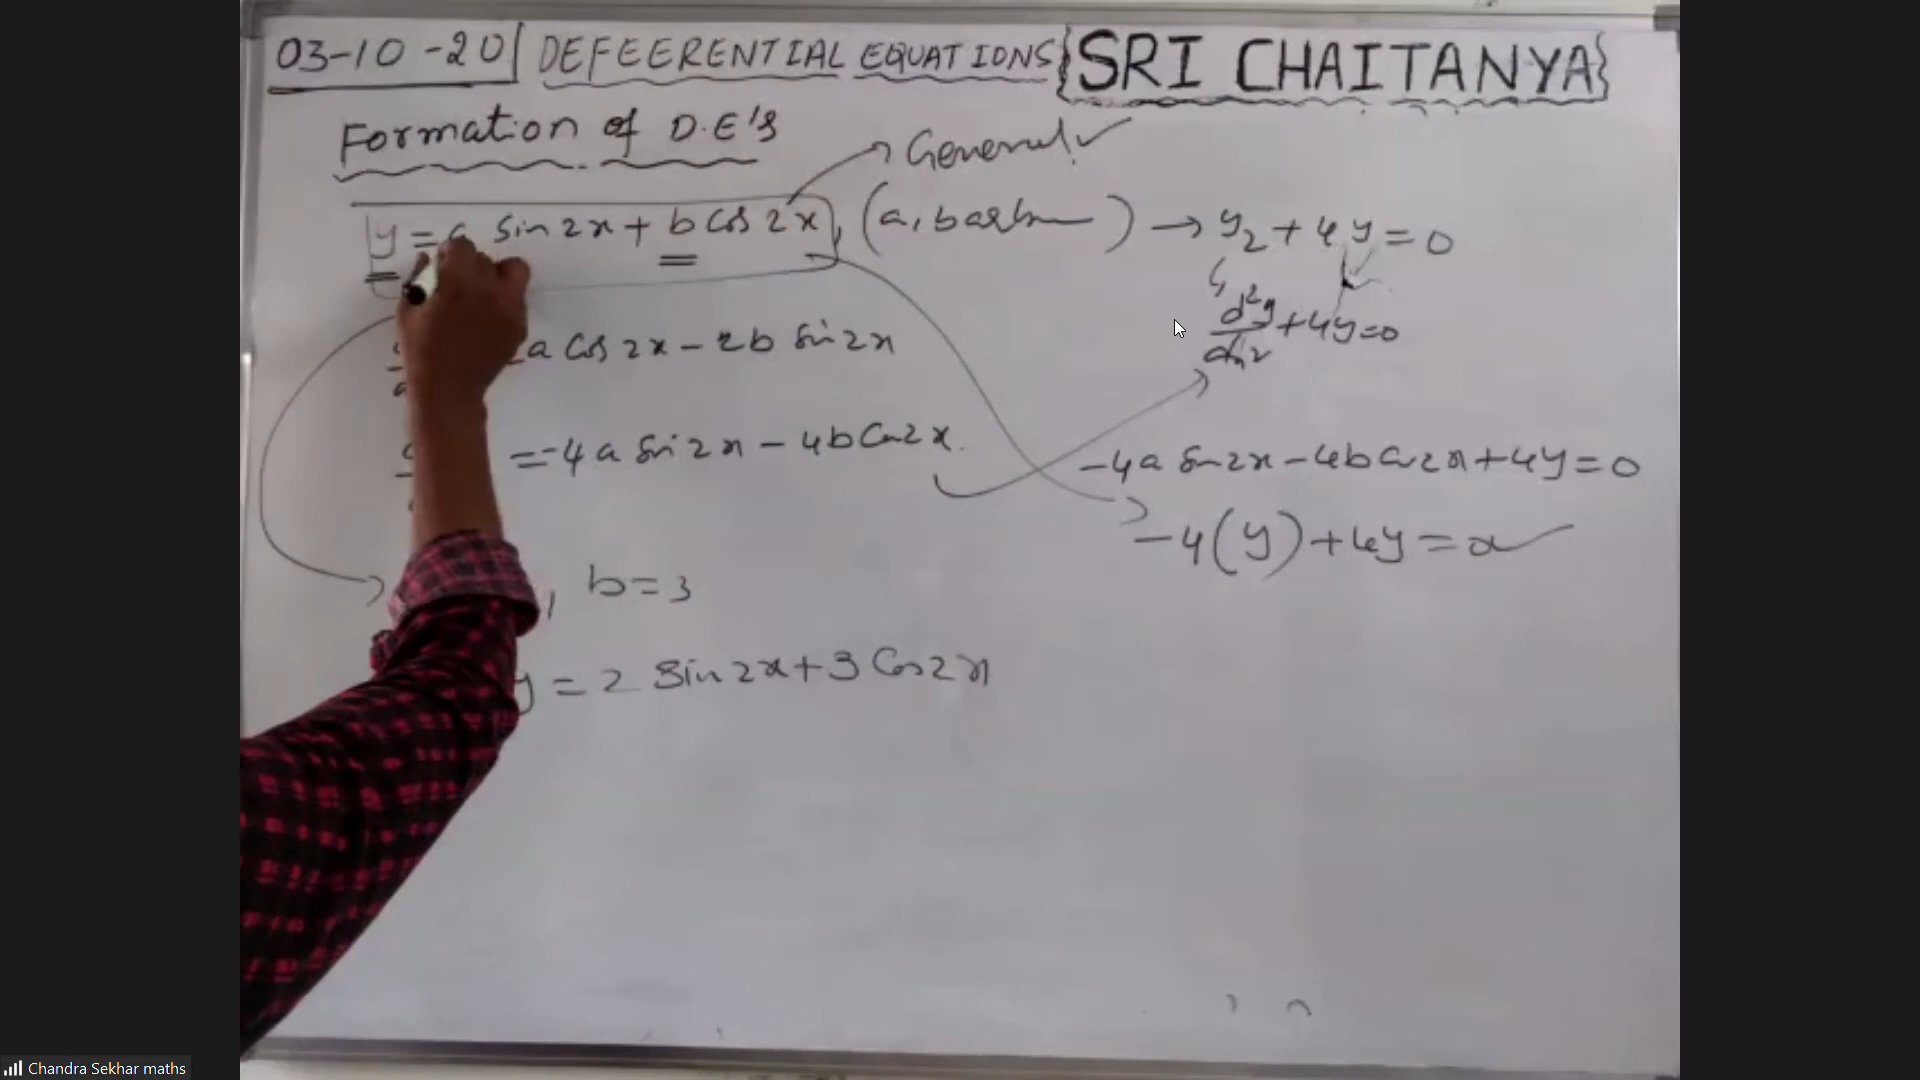 03-10-20 DEFEERENTIAL EQUATIONS {SRI CHAITANYA}
Formation of D.E's
General ✓
y = a sin 2x + b cos 2x, (a, b → y₂ + 4y = 0
d²y/dx² + 4y = 0
a cos 2x - 2b sin 2x
= -4a sin 2x - 4b cos 2x.
-4a sin 2x - 4b cos 2x + 4y = 0
-4(y) + 4y = 0
, b = 3
y = 2 sin 2x + 3 cos 2x
Chandra Sekhar maths